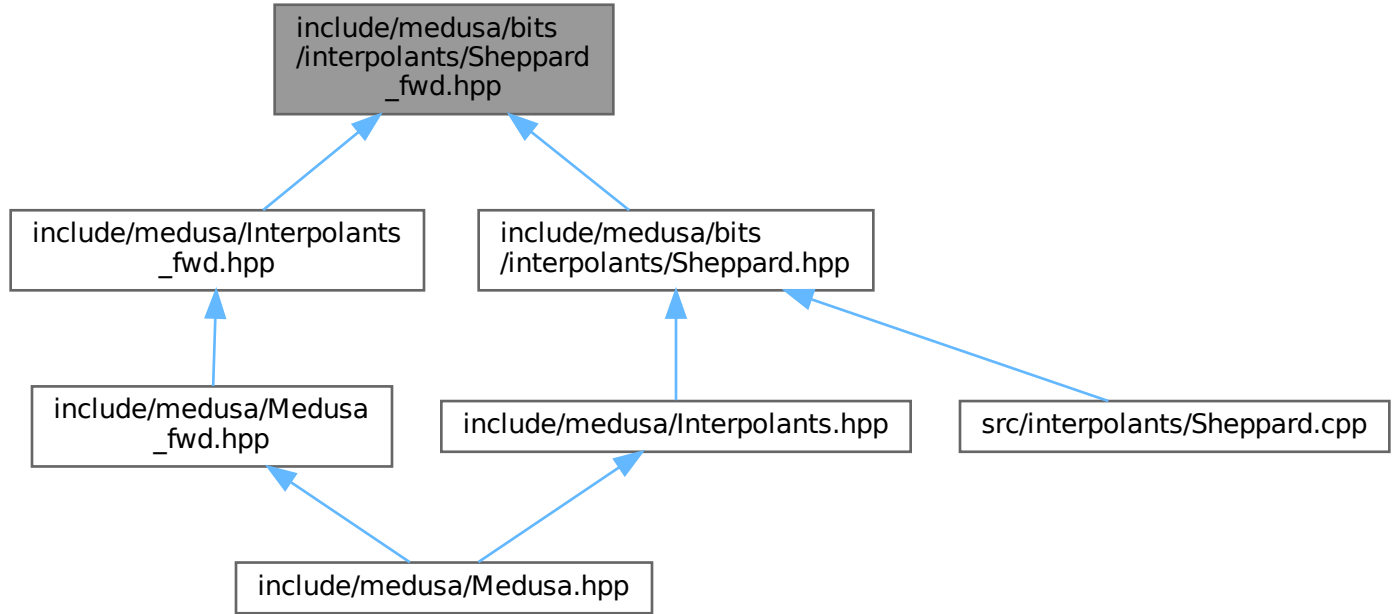 include/medusa/bits
/interpolants/Sheppard
_fwd.hpp
include/medusa/Interpolants
_fwd.hpp
include/medusa/bits
/interpolants/Sheppard.hpp
include/medusa/Medusa
_fwd.hpp
include/medusa/Interpolants.hpp
src/interpolants/Sheppard.cpp
include/medusa/Medusa.hpp